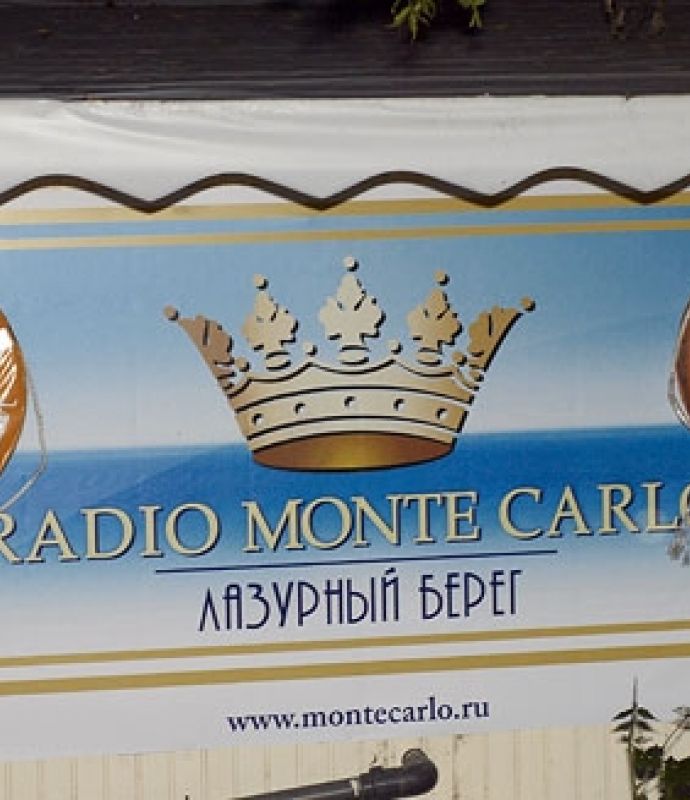 RADIO MONTE CARLO
ЛАЗУРНЫЙ БЕРЕГ
www.montecarlo.ru